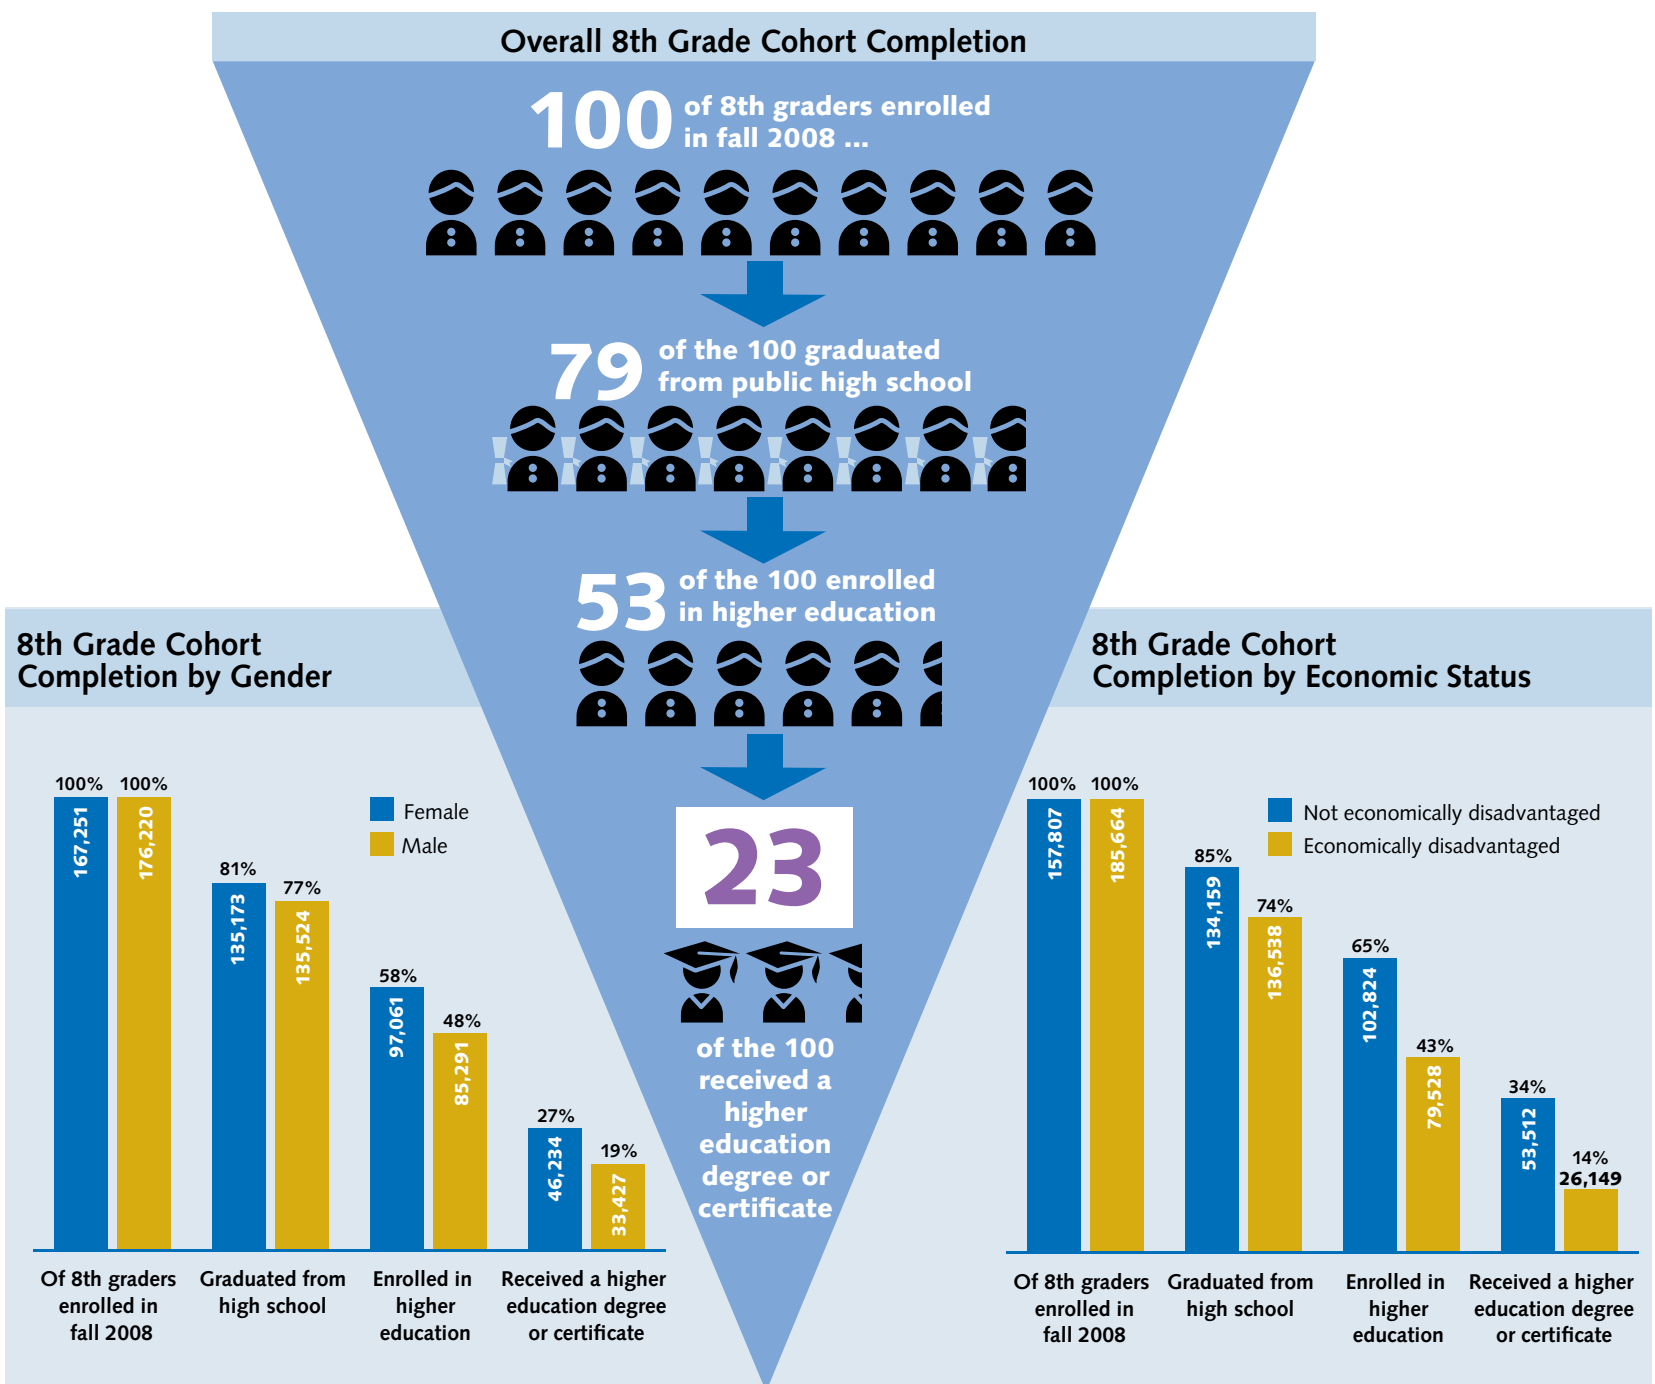 Overall 8th Grade Cohort Completion
100 of 8th graders enrolled
in fall 2008 ...
79 of the 100 graduated
from public high school
53 of the 100 enrolled
in higher education
23
of the 100
received a
higher
education
degree or
certificate
8th Grade Cohort
Completion by Gender
Female
Male
100% 100%
167,251
176,220
81%
77%
135,173
135,524
58%
48%
97,061
85,291
27%
19%
46,234
33,427
Of 8th graders
enrolled in
fall 2008
Graduated from
high school
Enrolled in
higher
education
Received a higher
education degree
or certificate
8th Grade Cohort
Completion by Economic Status
Not economically disadvantaged
Economically disadvantaged
100% 100%
157,807
185,664
85%
74%
134,159
136,538
65%
43%
102,824
79,528
34%
14%
53,512
26,149
Of 8th graders
enrolled in
fall 2008
Graduated from
high school
Enrolled in
higher
education
Received a higher
education degree
or certificate